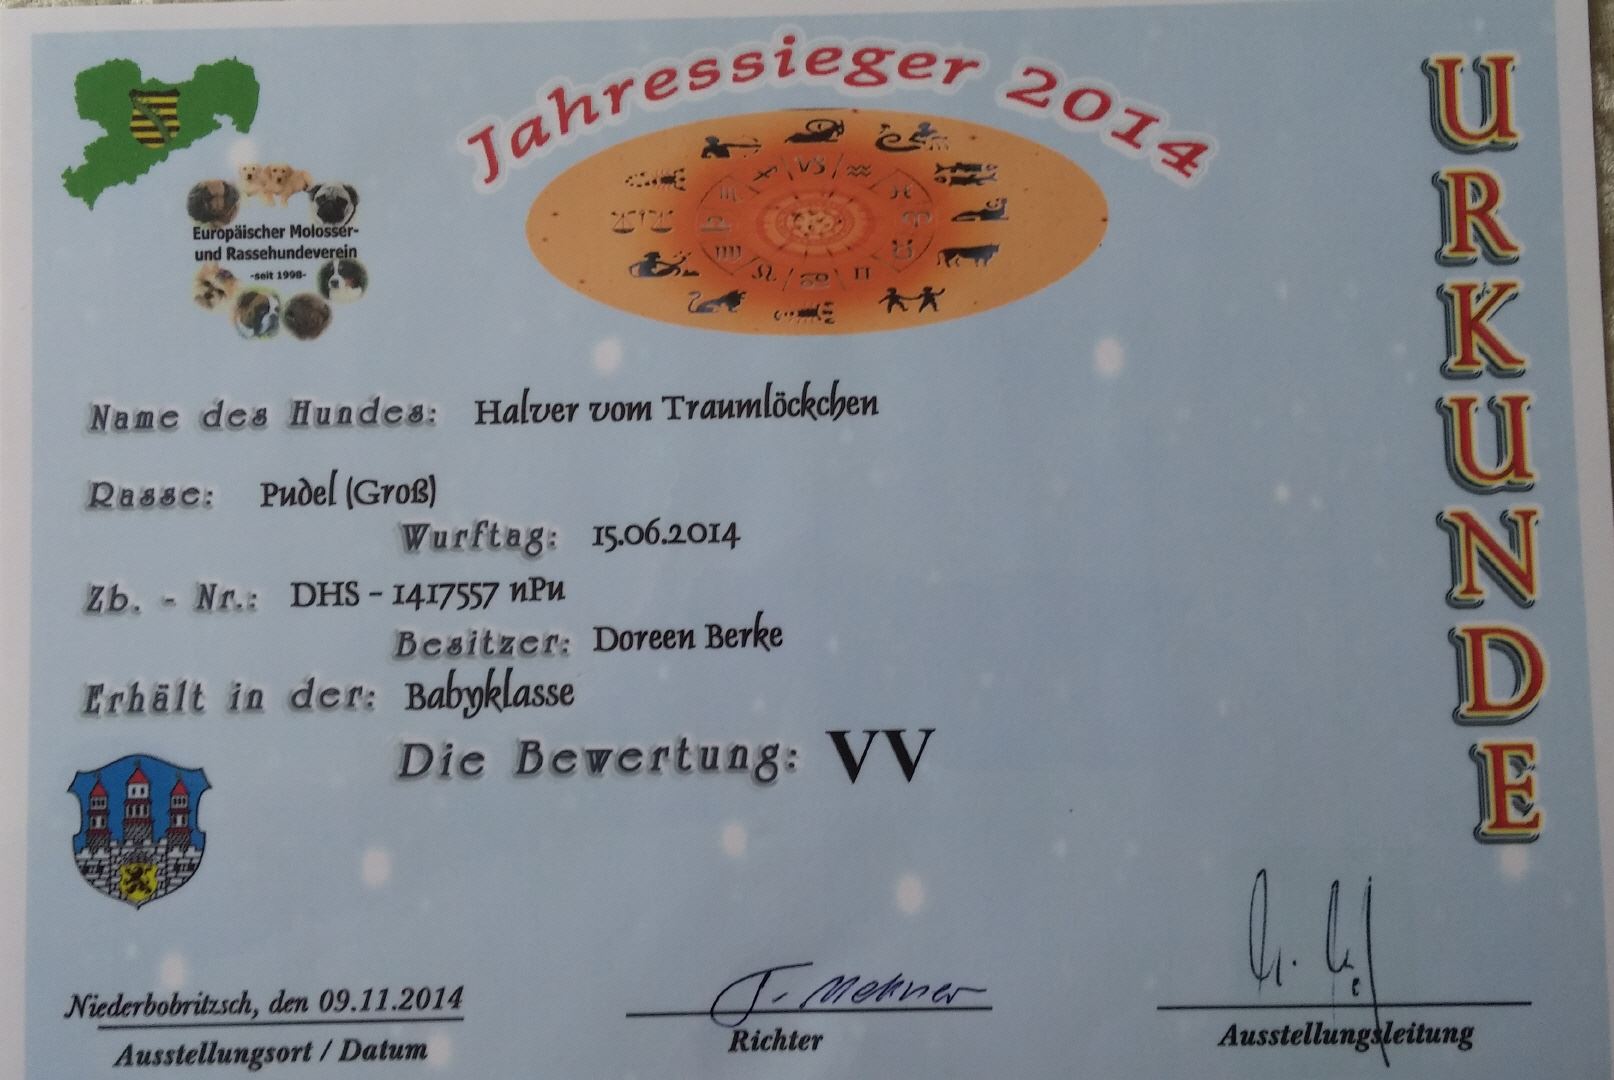 Jahressieger 2014
URKUNDE
Europäischer Molosser-
und Rassehundeverein
-seit 1998-
Name des Hundes: Halver vom Traumlöckchen
Rasse: Pudel (Groß)
Wurftag: 15.06.2014
Zb. - Nr.: DHS - 1417557 nPu
Besitzer: Doreen Berke
Erhält in der: Babyklasse
Die Bewertung: VV
Niederbobritzsch, den 09.11.2014
Ausstellungsort / Datum
Richter
Ausstellungsleitung